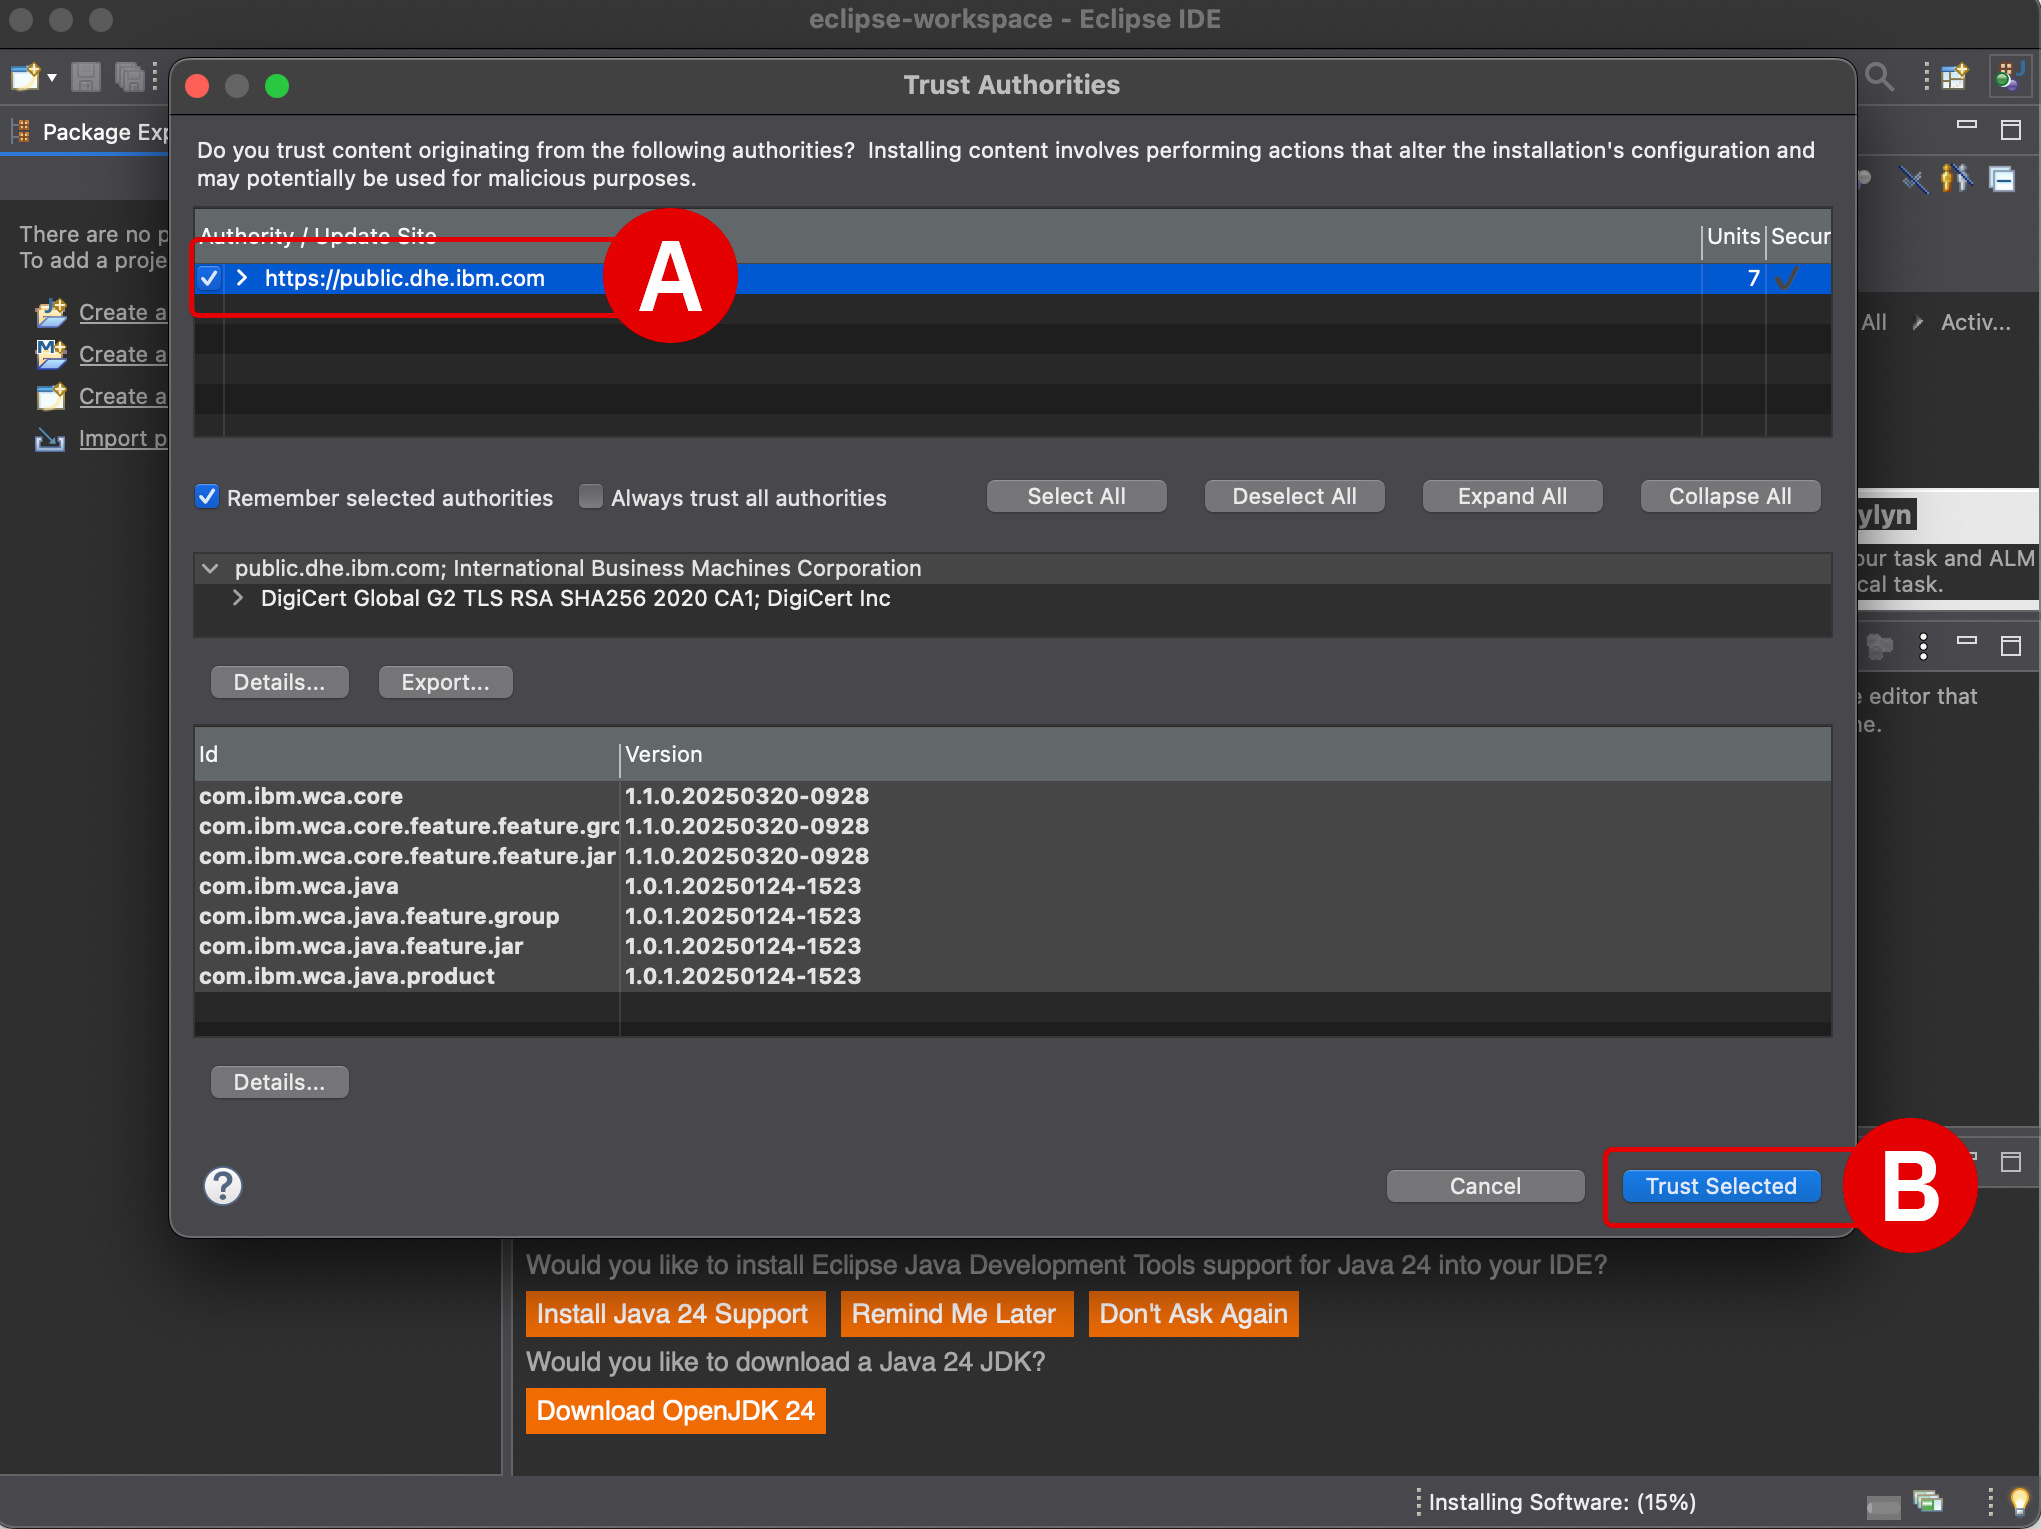 eclipse-workspace - Eclipse IDE
Trust Authorities
Package Exp
Do you trust content originating from the following authorities? Installing content involves performing actions that alter the installation's configuration and
may potentially be used for malicious purposes.
There are no p
To add a proje
Create a
Create a
Create a
Import p
Authority / Update Site Units Secur
https://public.dhe.ibm.com 7
A
All Activ...
Remember selected authorities Always trust all authorities Select All Deselect All Expand All Collapse All
ylyn
our task and ALM
cal task.
public.dhe.ibm.com; International Business Machines Corporation
DigiCert Global G2 TLS RSA SHA256 2020 CA1; DigiCert Inc
Details... Export...
e editor that
ne.
Id Version
com.ibm.wca.core 1.1.0.20250320-0928
com.ibm.wca.core.feature.feature.gro 1.1.0.20250320-0928
com.ibm.wca.core.feature.feature.jar 1.1.0.20250320-0928
com.ibm.wca.java 1.0.1.20250124-1523
com.ibm.wca.java.feature.group 1.0.1.20250124-1523
com.ibm.wca.java.feature.jar 1.0.1.20250124-1523
com.ibm.wca.java.product 1.0.1.20250124-1523
Details...
? Cancel Trust Selected
B
Would you like to install Eclipse Java Development Tools support for Java 24 into your IDE?
Install Java 24 Support Remind Me Later Don't Ask Again
Would you like to download a Java 24 JDK?
Download OpenJDK 24
Installing Software: (15%)